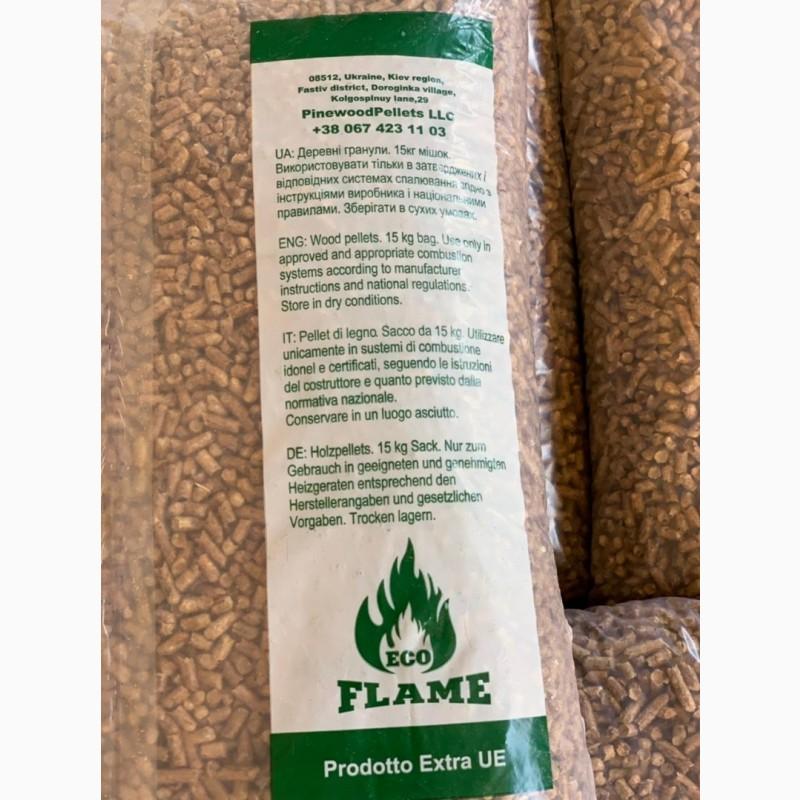 08512, Ukraine, Kiev region,
Fastiv district, Doroginka village,
Kolgospinuy lane,29
PinewoodPellets LLC
+38 067 423 11 03
UA: Деревні гранули. 15кг мішок.
Використовувати тільки в затверджених /
відповідних системах спалювання згідно з
інструкціями виробника і національними
правилами. Зберігати в сухих умовах.
ENG: Wood pellets. 15 kg bag. Use only in
approved and appropriate combustion
systems according to manufacturer
instructions and national regulations.
Store in dry conditions.
IT: Pellet di legno. Sacco da 15 kg. Utilizzare
unicamente in sustemi di combustione
idonel e certificati, seguendo le istruzioni
del costruttore e quanto previsto dalla
normativa nazionale.
Conservare in un luogo asciutto.
DE: Holzpellets. 15 kg Sack. Nur zum
Gebrauch in geeigneten und genehmigten
Heizgeraten entsprechend den
Herstellerangaben und gesetzlichen
Vorgaben. Trocken lagern.
ECO
FLAME
Prodotto Extra UE